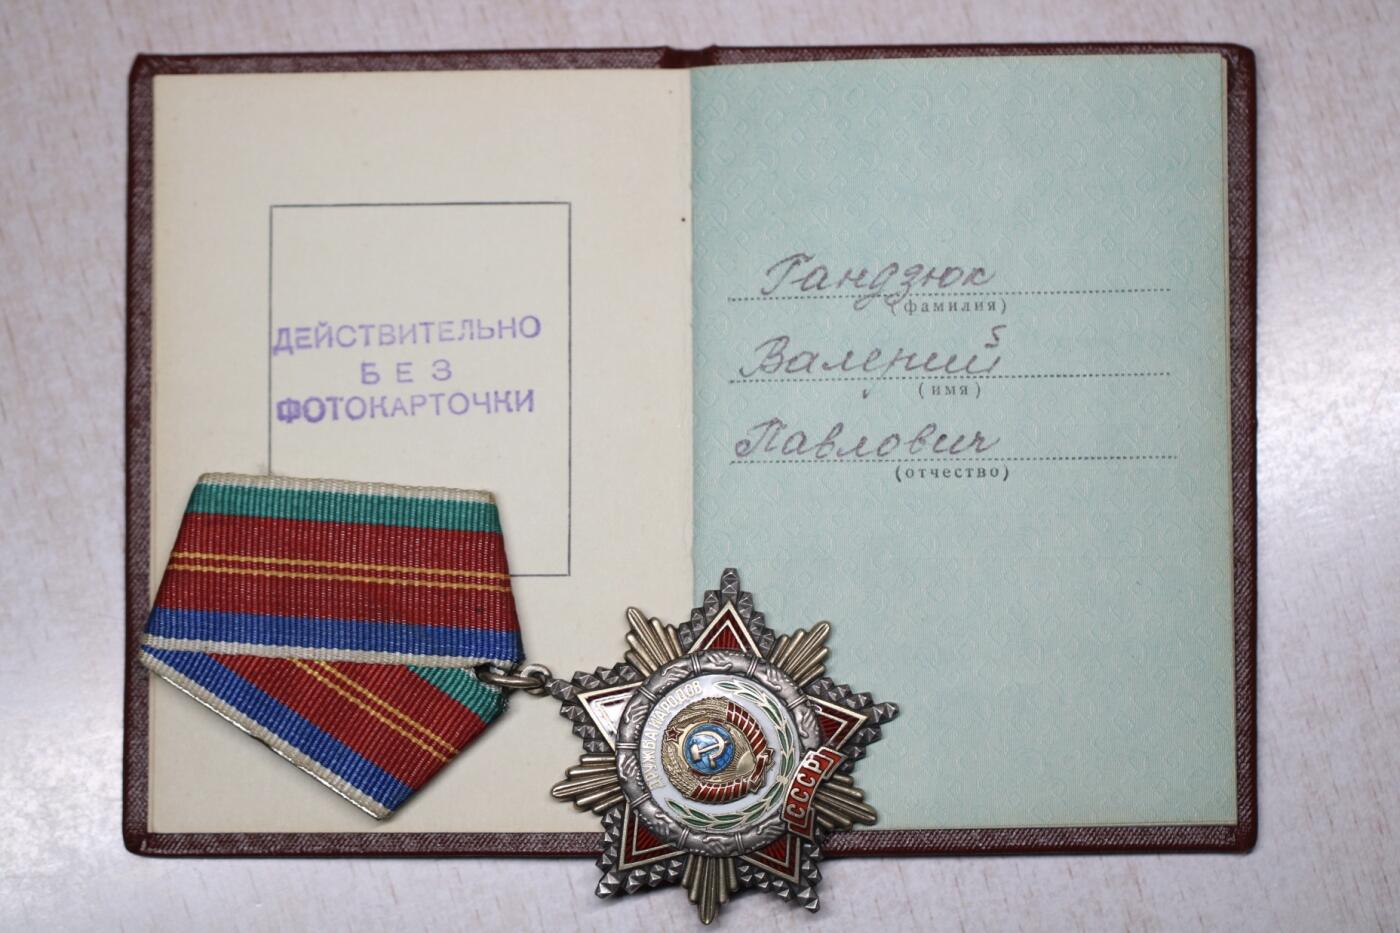 ДЕЙСТВИТЕЛЬНО
БЕЗ
ФОТОКАРТОЧКИ
Гандзюк
(фамилия)
Валерий
(имя)
Павлович
(отчество)
ДРУЖБА НАРОДОВ
СССР